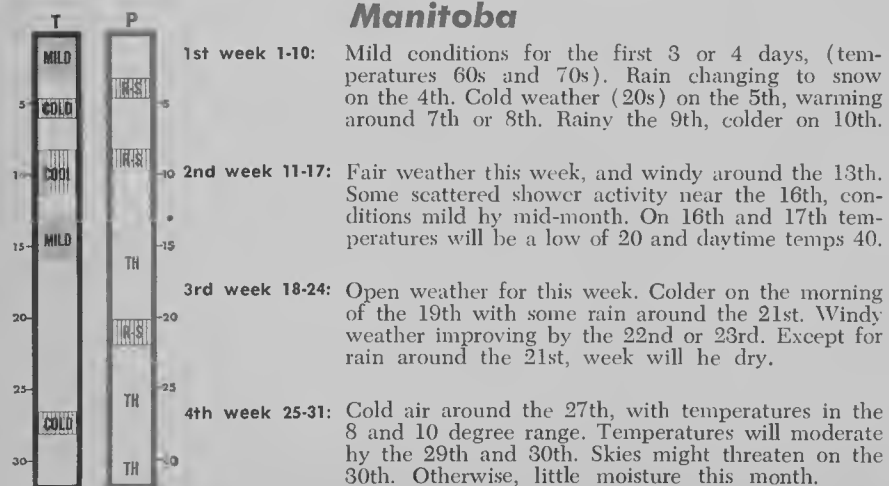 Manitoba
T P
MILD
R-S
5 COLD 5
R-S
COOL 10
15 MILD 15
TH
20 R-S 20
25 25
TH
COLD
30 TH
1st week 1-10: Mild conditions for the first 3 or 4 days, (tem-
peratures 60s and 70s). Rain changing to snow
on the 4th. Cold weather (20s) on the 5th, warming
around 7th or 8th. Rainy the 9th, colder on 10th.
2nd week 11-17: Fair weather this week, and windy around the 13th.
Some scattered shower activity near the 16th, con-
ditions mild by mid-month. On 16th and 17th tem-
peratures will be a low of 20 and daytime temps 40.
3rd week 18-24: Open weather for this week. Colder on the morning
of the 19th with some rain around the 21st. Windy
weather improving by the 22nd or 23rd. Except for
rain around the 21st, week will be dry.
4th week 25-31: Cold air around the 27th, with temperatures in the
8 and 10 degree range. Temperatures will moderate
by the 29th and 30th. Skies might threaten on the
30th. Otherwise, little moisture this month.